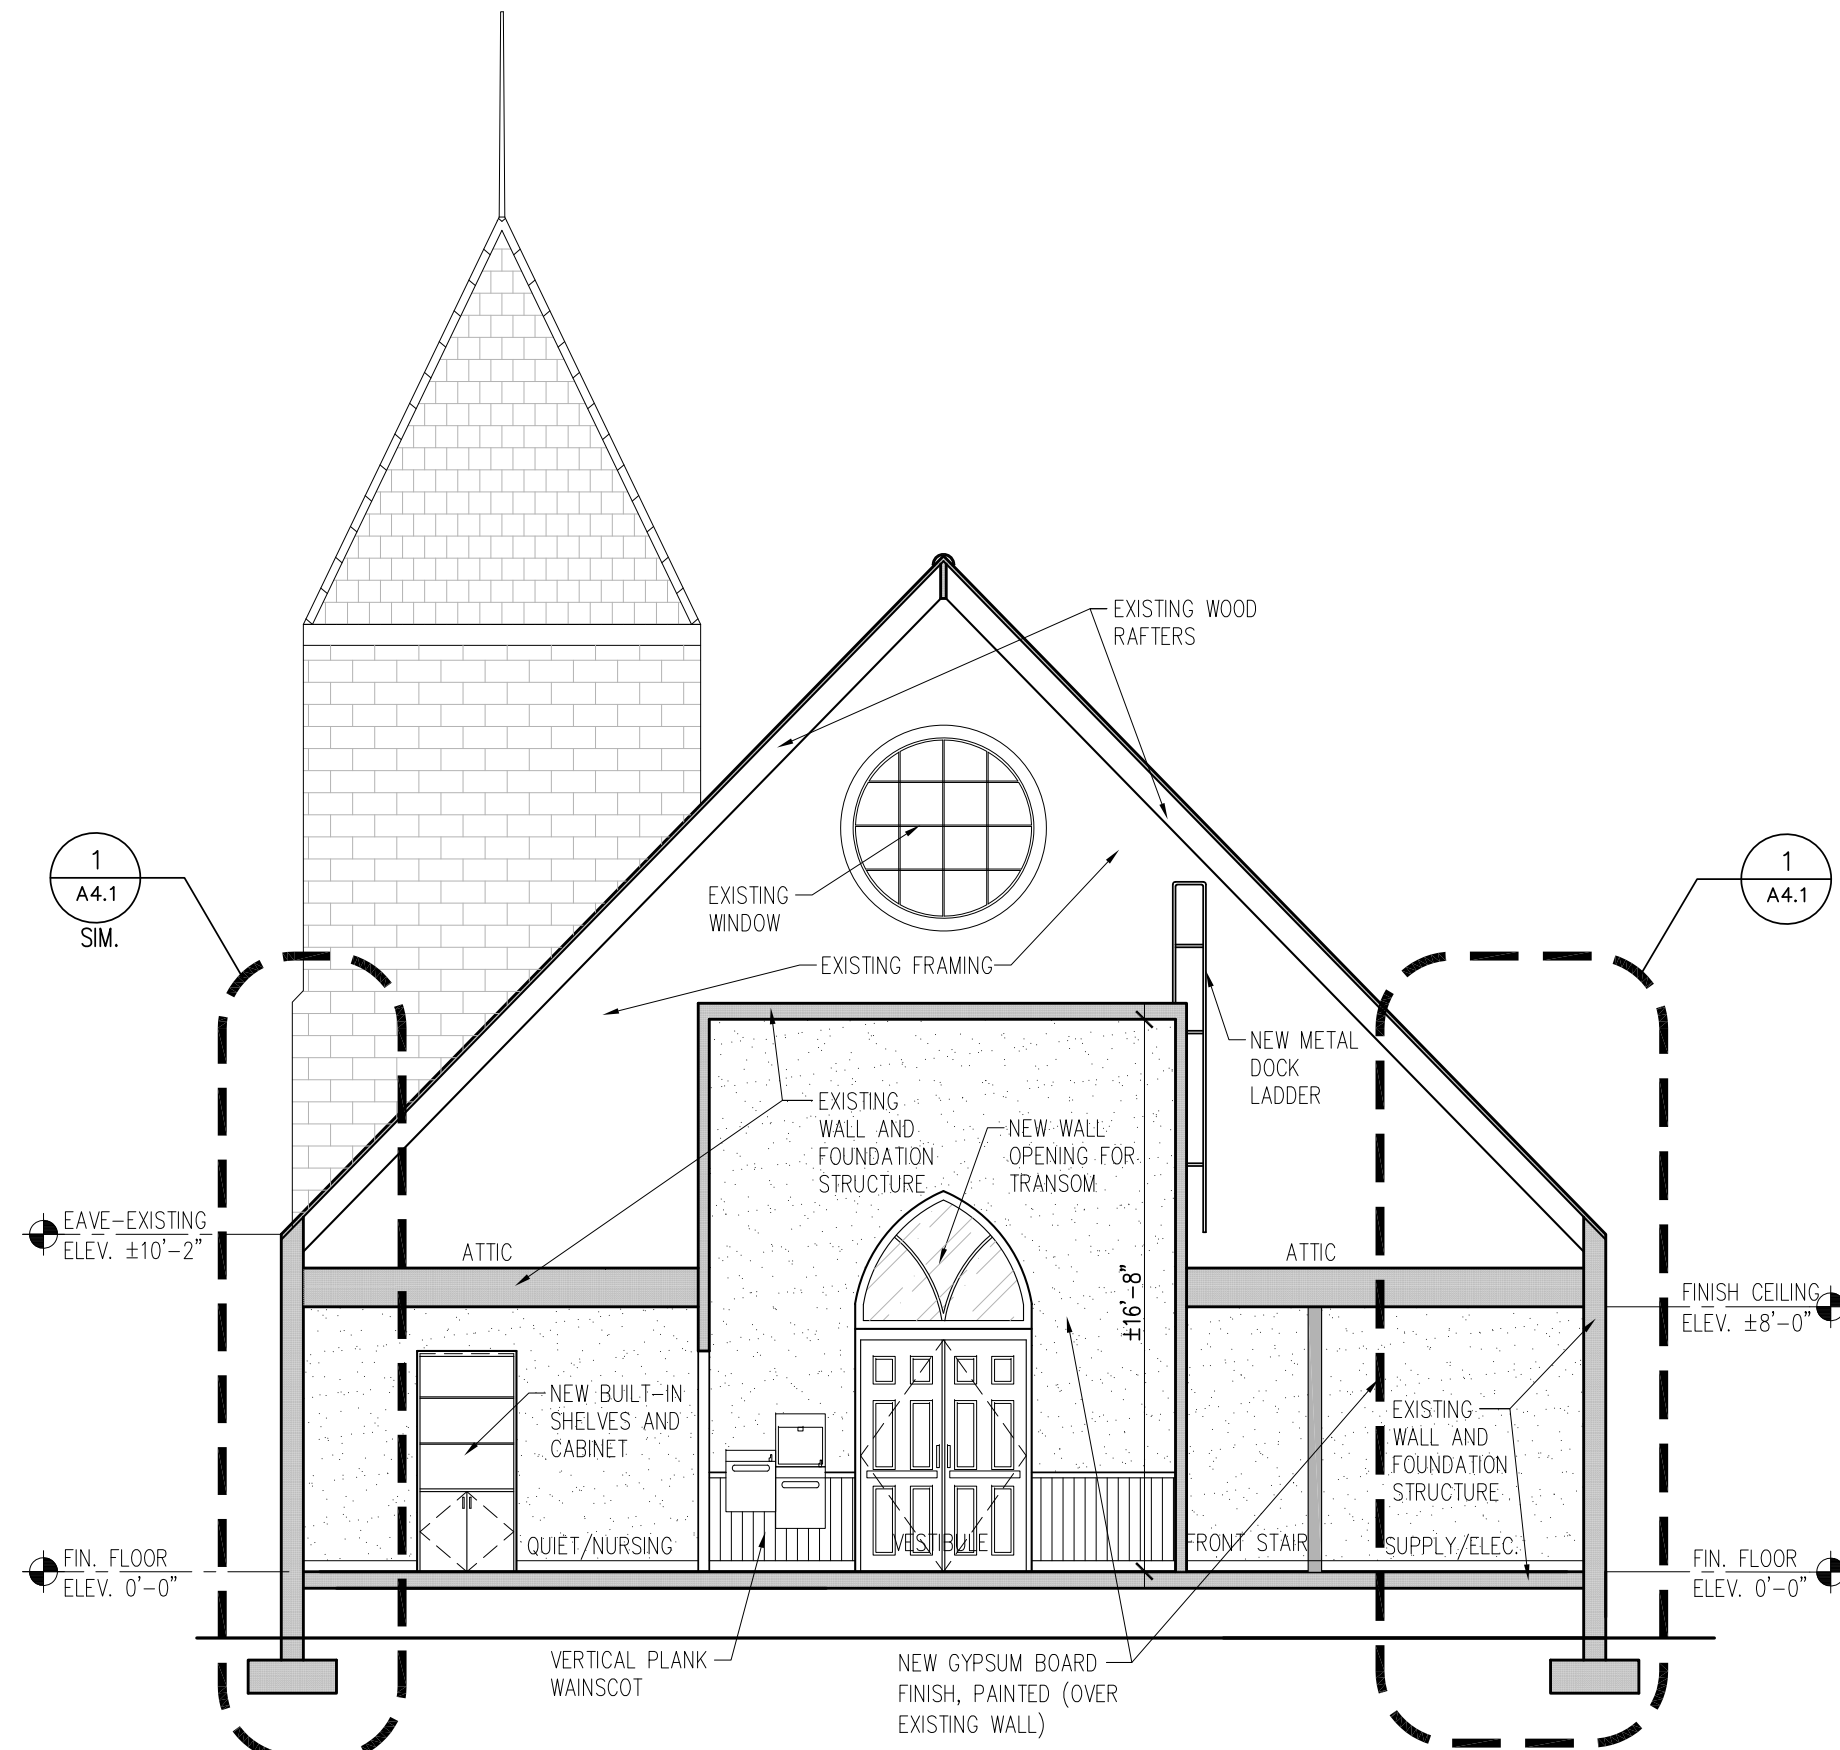 EXISTING WOOD
RAFTERS
1
A4.1
SIM.
1
A4.1
EXISTING
WINDOW
EXISTING FRAMING
NEW METAL
DOCK
LADDER
EXISTING
WALL AND
FOUNDATION
STRUCTURE
NEW WALL
OPENING FOR
TRANSOM
EAVE-EXISTING
ELEV. ±10'-2"
ATTIC
ATTIC
±16'-8"
FINISH CEILING
ELEV. ±8'-0"
NEW BUILT-IN
SHELVES AND
CABINET
EXISTING
WALL AND
FOUNDATION
STRUCTURE
QUIET/NURSING
VESTIBULE
FRONT STAIR
SUPPLY/ELEC.
FIN. FLOOR
ELEV. 0'-0"
FIN. FLOOR
ELEV. 0'-0"
VERTICAL PLANK
WAINSCOT
NEW GYPSUM BOARD
FINISH, PAINTED (OVER
EXISTING WALL)